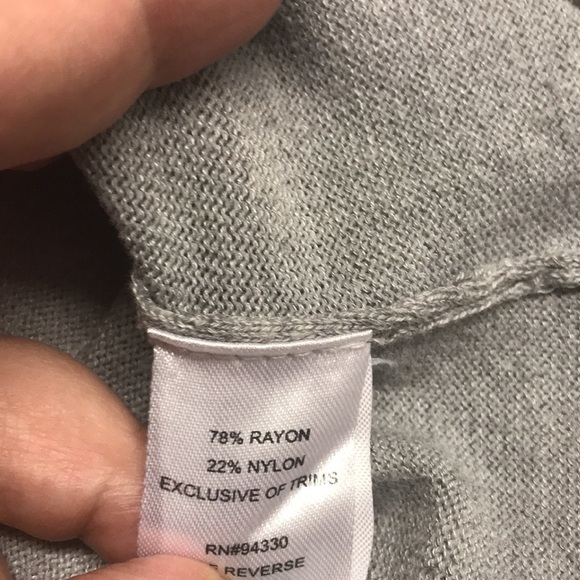 78% RAYON
22% NYLON
EXCLUSIVE OF TRIMS
RN#94330
REVERSE